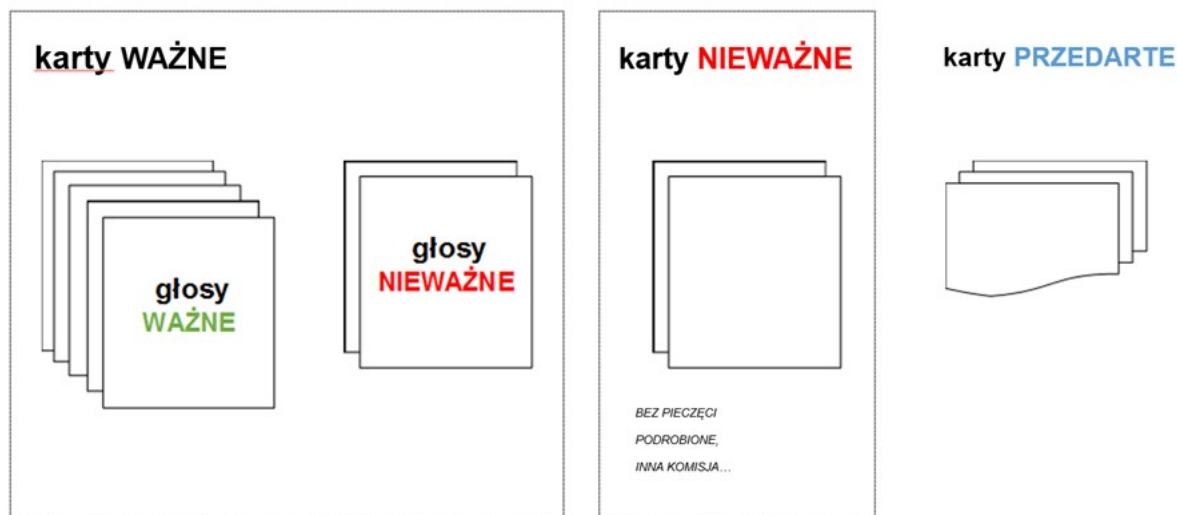 karty WAŻNE
głosy
WAŻNE
głosy
NIEWAŻNE
karty NIEWAŻNE
BEZ PIECZĘCI
PODROBIONE,
INNA KOMISJA...
karty PRZEDARTE